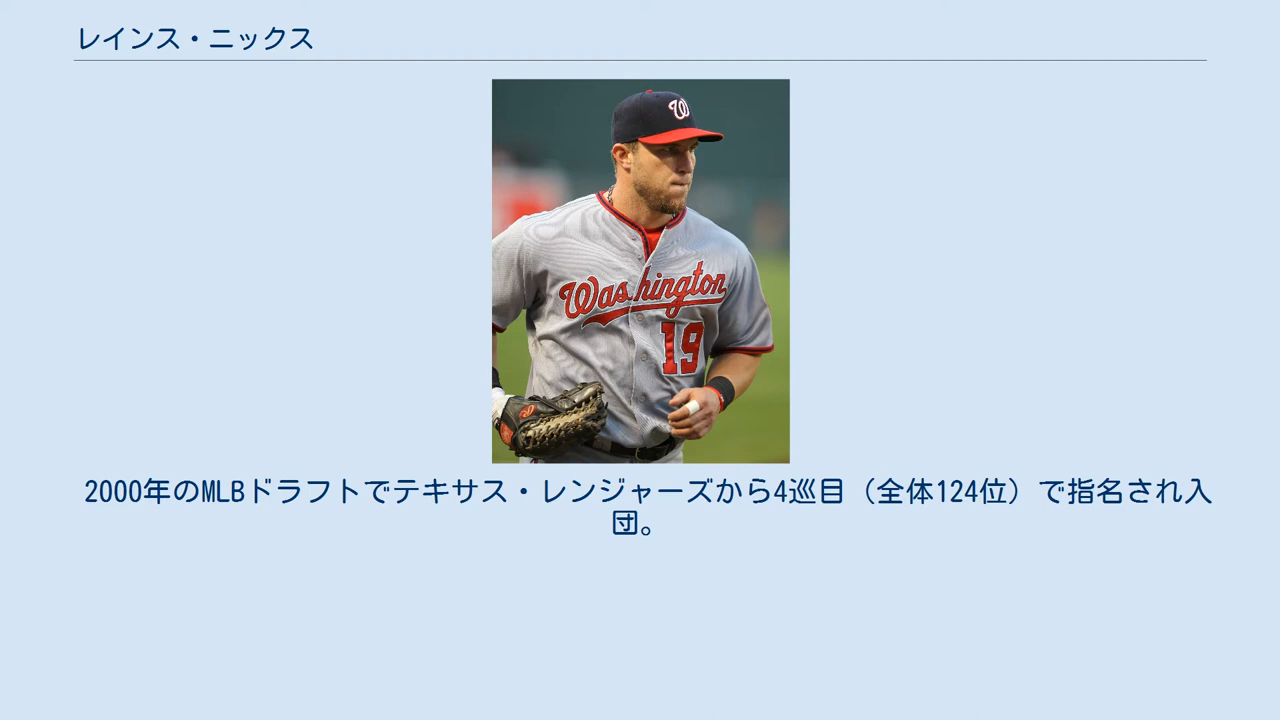 レインス・ニックス
W
Washington
19
2000年のMLBドラフトでテキサス・レンジャーズから4巡目（全体124位）で指名され入
団。